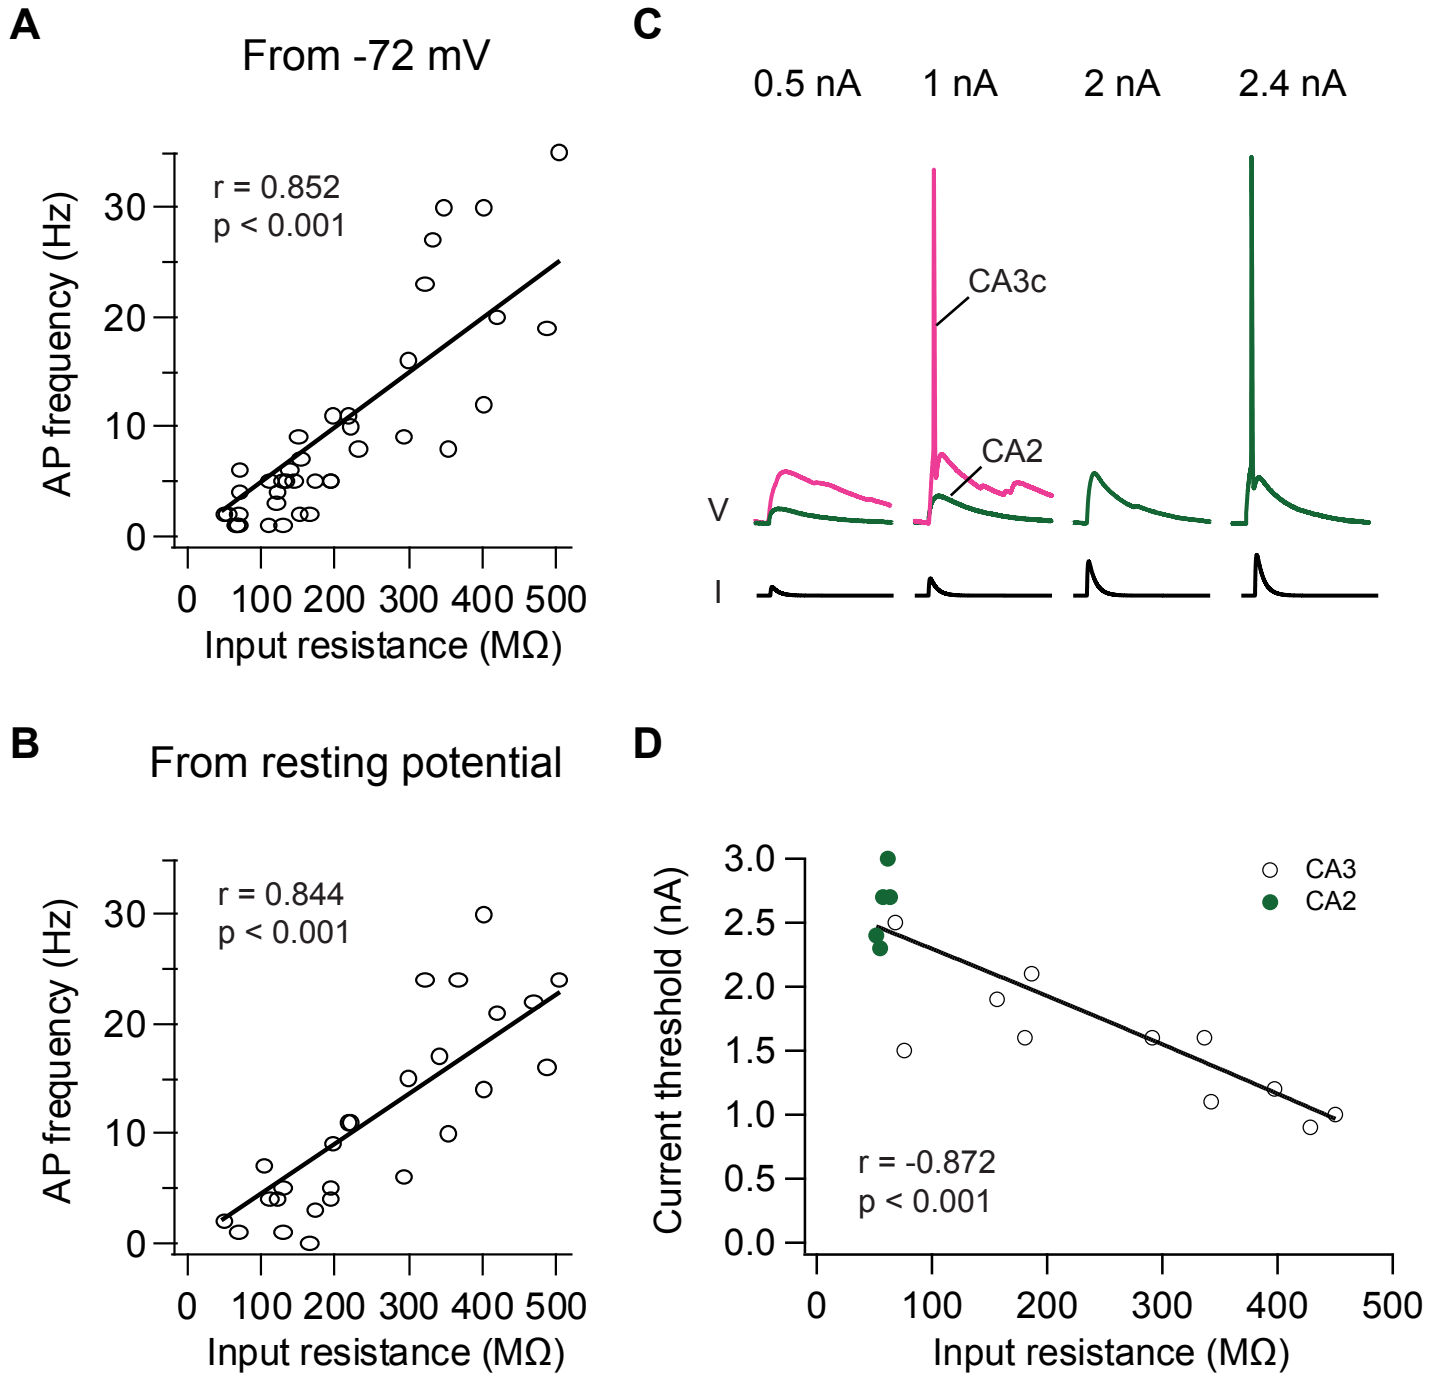 A
From -72 mV
r = 0.852
p < 0.001
AP frequency (Hz)
30
20
10
0
0 100 200 300 400 500
Input resistance (MΩ)
C
0.5 nA 1 nA 2 nA 2.4 nA
CA3c
CA2
V
I
B
From resting potential
r = 0.844
p < 0.001
AP frequency (Hz)
30
20
10
0
0 100 200 300 400 500
Input resistance (MΩ)
D
CA3
CA2
Current threshold (nA)
3.0
2.5
2.0
1.5
1.0
0.5
0.0
r = -0.872
p < 0.001
0 100 200 300 400 500
Input resistance (MΩ)